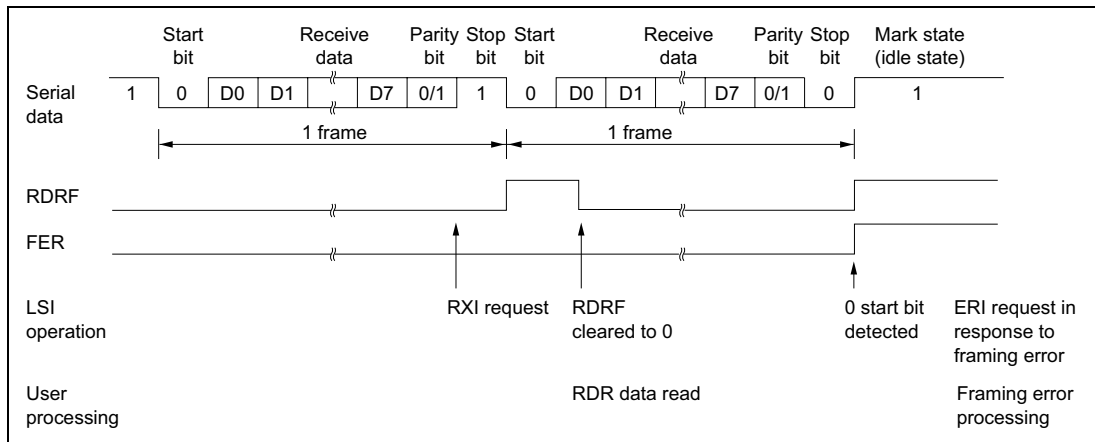 Start bit
Receive data
Parity bit
Stop bit
Start bit
Receive data
Parity bit
Stop bit
Mark state (idle state)
Serial data
1 0 D0 D1 D7 0/1 1 0 D0 D1 D7 0/1 0 1
1 frame 1 frame
RDRF
FER
LSI operation
RXI request
RDRF cleared to 0
0 start bit detected
ERI request in response to framing error
User processing
RDR data read
Framing error processing